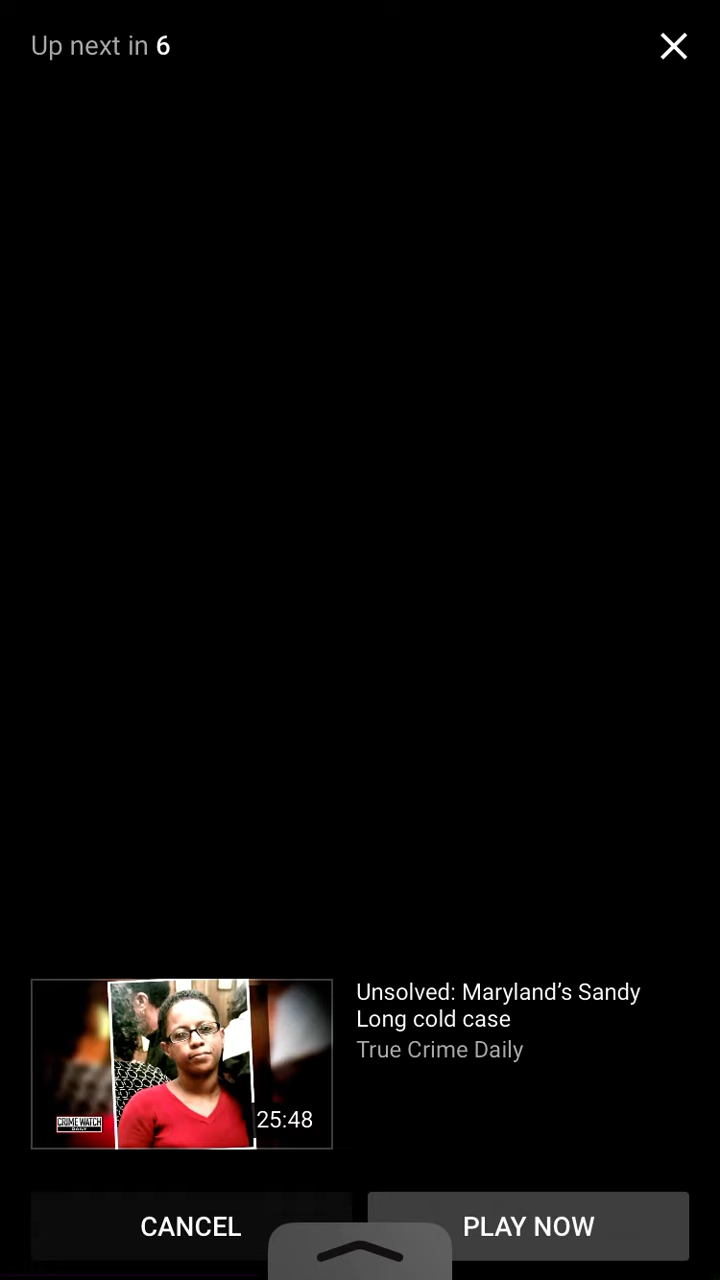 Up next in 6
Unsolved: Maryland’s Sandy
Long cold case
True Crime Daily
CRIME WATCH
DAILY
25:48
CANCEL
PLAY NOW